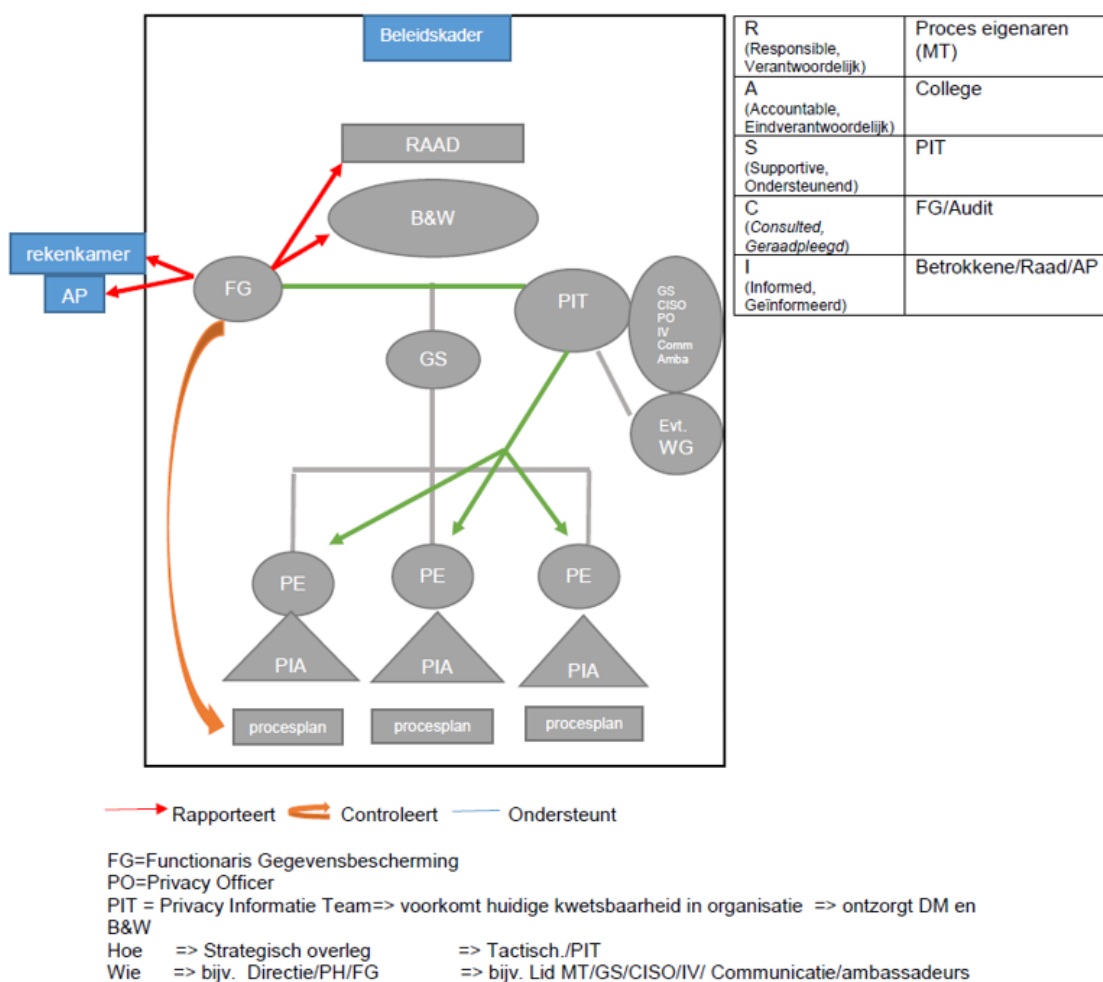 Beleidskader
RAAD
B&W
rekenkamer
AP
FG
PIT
GS
CISO
PO
IV
Comm
Amba
GS
Evt.
WG
PE
PE
PE
PIA
PIA
PIA
procesplan
procesplan
procesplan
R
(Responsible,
Verantwoordelijk)
Proces eigenaren
(MT)
A
(Accountable,
Eindverantwoordelijk)
College
S
(Supportive,
Ondersteunend)
PIT
C
(Consulted,
Geraadpleegd)
FG/Audit
I
(Informed,
Geïnformeerd)
Betrokkene/Raad/AP
Rapporteert Controleert Ondersteunt
FG=Functionaris Gegevensbescherming
PO=Privacy Officer
PIT = Privacy Informatie Team=> voorkomt huidige kwetsbaarheid in organisatie => ontzorgt DM en
B&W
Hoe => Strategisch overleg => Tactisch./PIT
Wie => bijv. Directie/PH/FG => bijv. Lid MT/GS/CISO/IV/ Communicatie/ambassadeurs